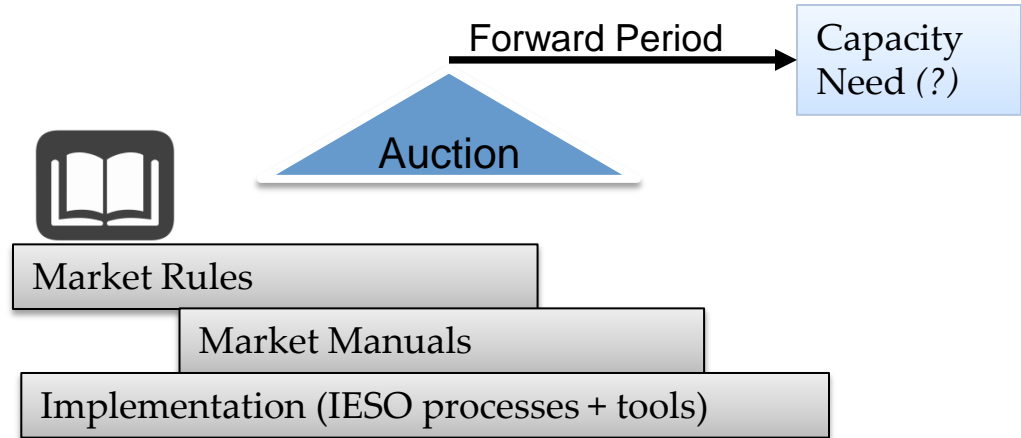 Forward Period
Capacity
Need (?)
Auction
Market Rules
Market Manuals
Implementation (IESO processes + tools)